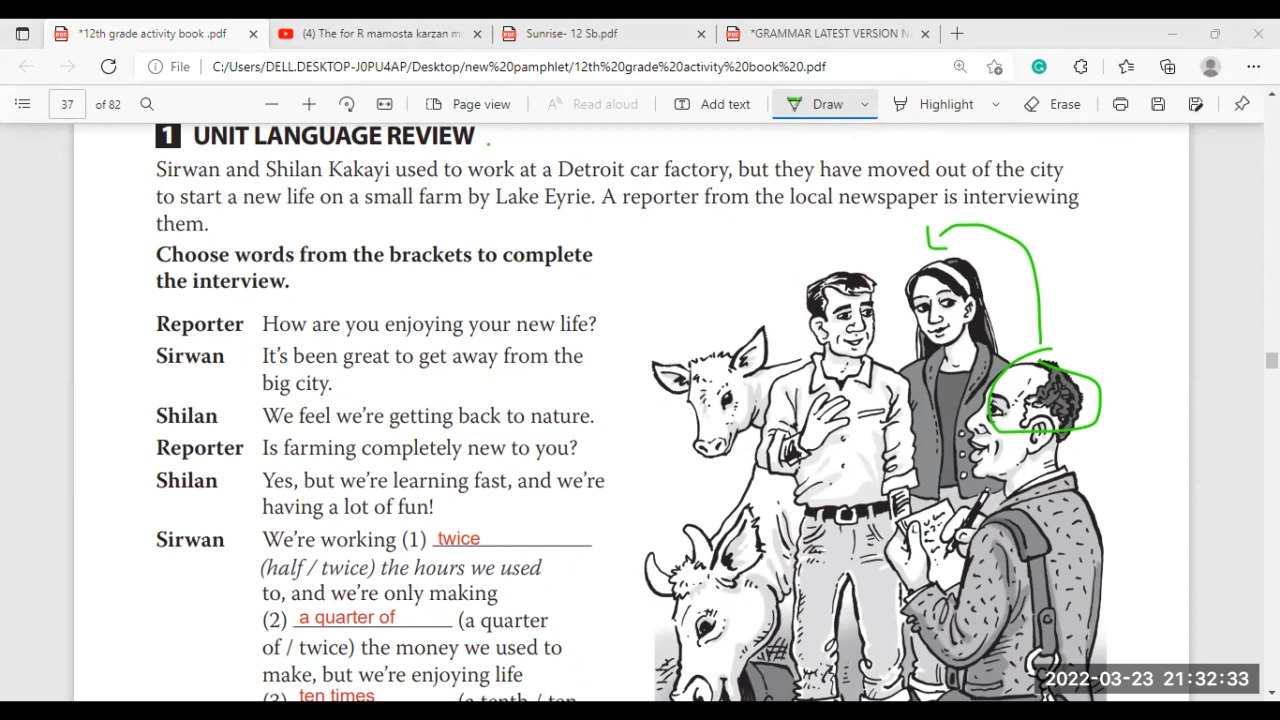 *12th grade activity book .pdf
(4) The for R mamosta karzan m
Sunrise- 12 Sb.pdf
*GRAMMAR LATEST VERSION N
File C:/Users/DELL.DESKTOP-J0PU4AP/Desktop/new%20pamphlet/12th%20grade%20activity%20book%20.pdf
37 of 82 Page view Read aloud Add text Draw Highlight Erase
1 UNIT LANGUAGE REVIEW
Sirwan and Shilan Kakayi used to work at a Detroit car factory, but they have moved out of the city
to start a new life on a small farm by Lake Eyrie. A reporter from the local newspaper is interviewing
them.
Choose words from the brackets to complete
the interview.
Reporter How are you enjoying your new life?
Sirwan It's been great to get away from the
big city.
Shilan We feel we're getting back to nature.
Reporter Is farming completely new to you?
Shilan Yes, but we're learning fast, and we're
having a lot of fun!
Sirwan We're working (1) twice
(half / twice) the hours we used
to, and we're only making
(2) a quarter of (a quarter
of / twice) the money we used to
make, but we're enjoying life
(3) ten times (a tenth / ten
2022-03-23 21:32:33